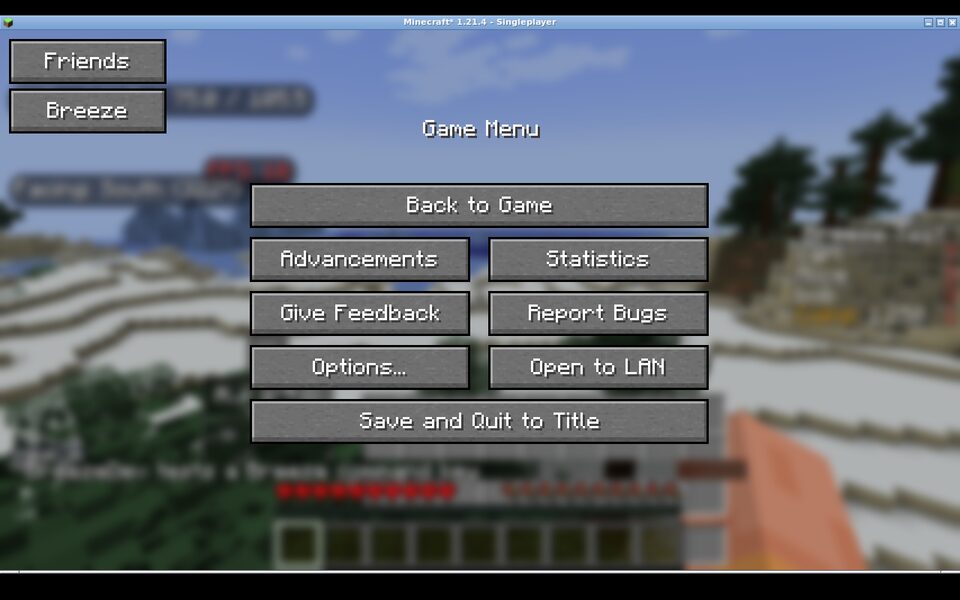 Minecraft* 1.21.4 - Singleplayer
Friends
Breeze
Game Menu
Back to Game
Advancements
Statistics
Give Feedback
Report Bugs
Options...
Open to LAN
Save and Quit to Title